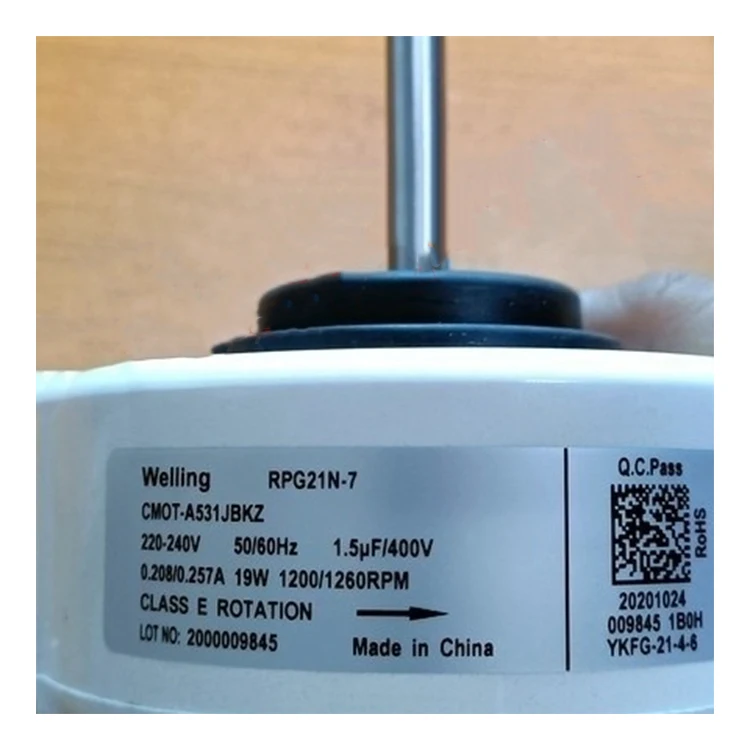 Welling RPG21N-7
CMOT-A531JBKZ
220-240V 50/60Hz 1.5µF/400V
0.208/0.257A 19W 1200/1260RPM
CLASS E ROTATION
LOT NO: 2000009845 Made in China
Q.C.Pass
RoHS
20201024
009845 1B0H
YKFG-21-4-6